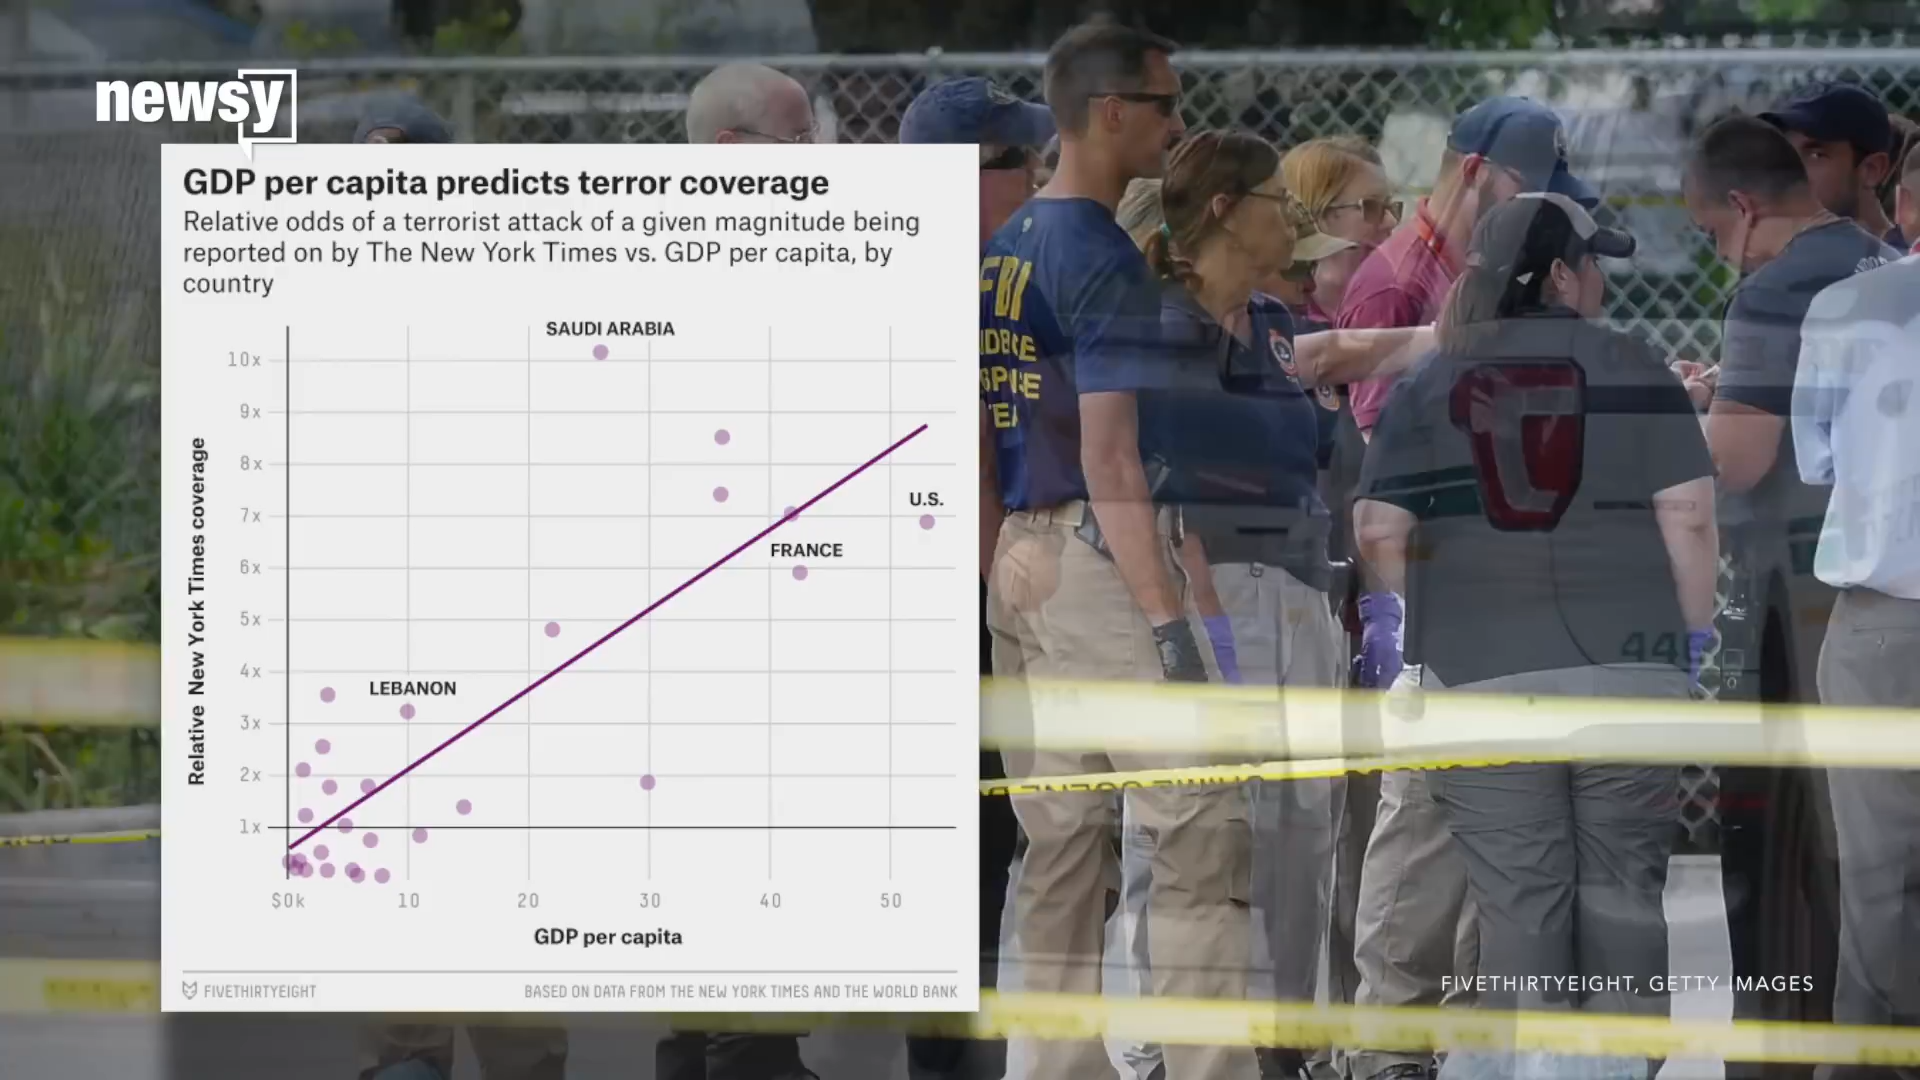 newsy
GDP per capita predicts terror coverage
Relative odds of a terrorist attack of a given magnitude being
reported on by The New York Times vs. GDP per capita, by
country
SAUDI ARABIA
10x
9x
8x
7x
6x
5x
4x
3x
2x
1x
U.S.
FRANCE
LEBANON
Relative New York Times coverage
$0k 10 20 30 40 50
GDP per capita
FIVETHIRTYEIGHT
BASED ON DATA FROM THE NEW YORK TIMES AND THE WORLD BANK
FBI
44
FIVETHIRTYEIGHT, GETTY IMAGES